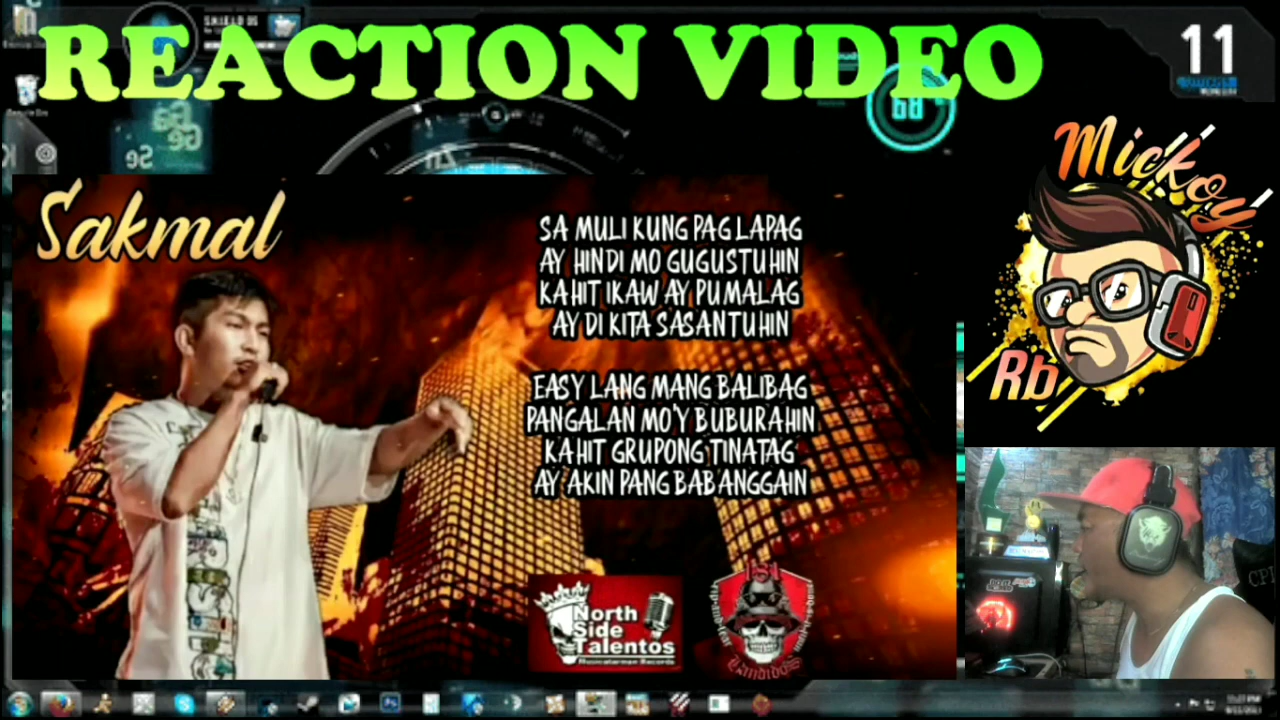 REACTION VIDEO
11
68
Mickoy
Rb
Sakmal
SA MULI KUNG PAG LAPAG
AY HINDI MO GUGUSTUHIN
KAHIT IKAW AY PUMALAG
AY DI KITA SASANTUHIN
EASY LANG MANG BALIBAG
PANGALAN MO'Y BUBURAHIN
KAHIT GRUPONG TINATAG
AY AKIN PANG BABANGGAIN
North
Side
Talentos